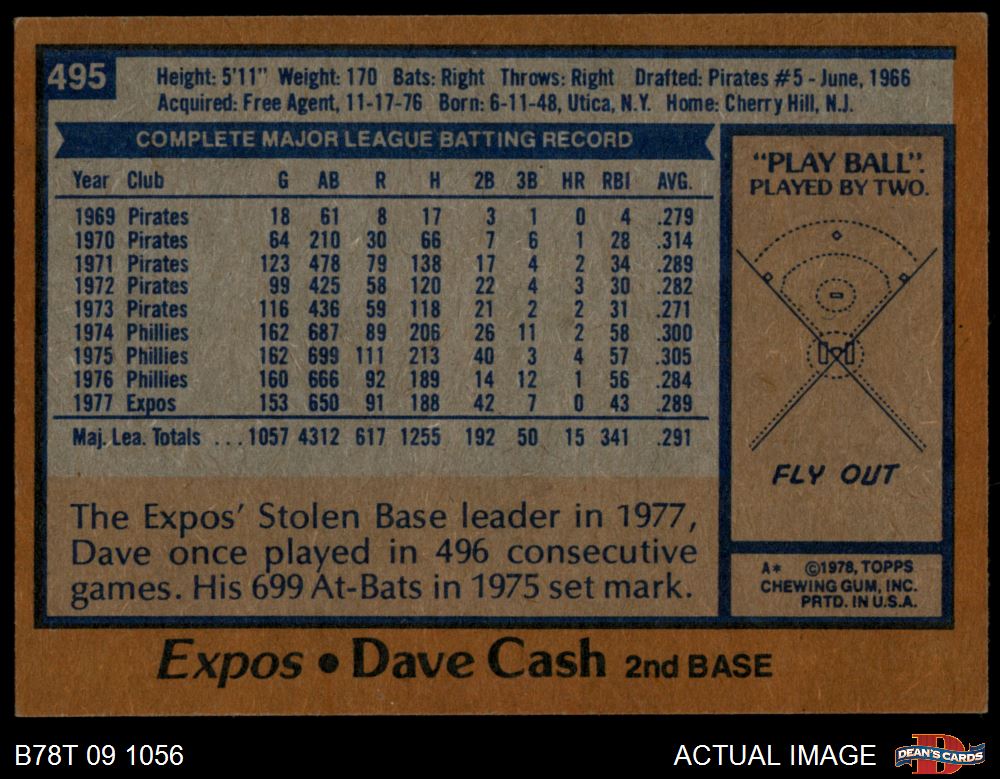 495
Height: 5'11" Weight: 170 Bats: Right Throws: Right Drafted: Pirates #5 - June, 1966
Acquired: Free Agent, 11-17-76 Born: 6-11-48, Utica, N.Y. Home: Cherry Hill, N.J.
COMPLETE MAJOR LEAGUE BATTING RECORD
Year Club G AB R H 2B 3B HR RBI AVG.
1969 Pirates 18 61 8 17 3 1 0 4 .279
1970 Pirates 64 210 30 66 7 6 1 28 .314
1971 Pirates 123 478 79 138 17 4 2 34 .289
1972 Pirates 99 425 58 120 22 4 3 30 .282
1973 Pirates 116 436 59 118 21 2 2 31 .271
1974 Phillies 162 687 89 206 26 11 2 58 .300
1975 Phillies 162 699 111 213 40 3 4 57 .305
1976 Phillies 160 666 92 189 14 12 1 56 .284
1977 Expos 153 650 91 188 42 7 0 43 .289
Maj. Lea. Totals ... 1057 4312 617 1255 192 50 15 341 .291
The Expos' Stolen Base leader in 1977,
Dave once played in 496 consecutive
games. His 699 At-Bats in 1975 set mark.
"PLAY BALL".
PLAYED BY TWO.
FLY OUT
A* ©1978, TOPPS
CHEWING GUM, INC.
PRTD. IN U.S.A.
Expos • Dave Cash 2nd BASE
B78T 09 1056
ACTUAL IMAGE
D
DEAN'S CARDS